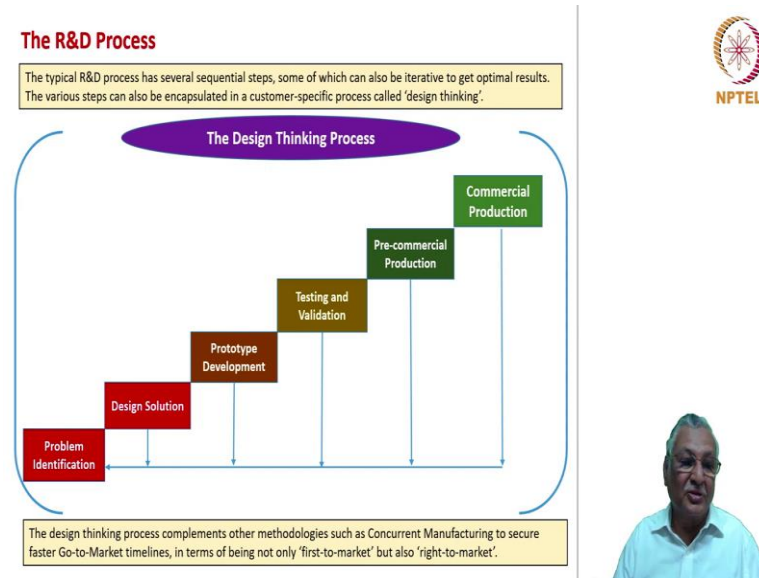 The R&D Process
The typical R&D process has several sequential steps, some of which can also be iterative to get optimal results.
The various steps can also be encapsulated in a customer-specific process called ‘design thinking’.
NPTEL
The Design Thinking Process
Commercial
Production
Pre-commercial
Production
Testing and
Validation
Prototype
Development
Design Solution
Problem
Identification
The design thinking process complements other methodologies such as Concurrent Manufacturing to secure
faster Go-to-Market timelines, in terms of being not only ‘first-to-market’ but also ‘right-to-market’.